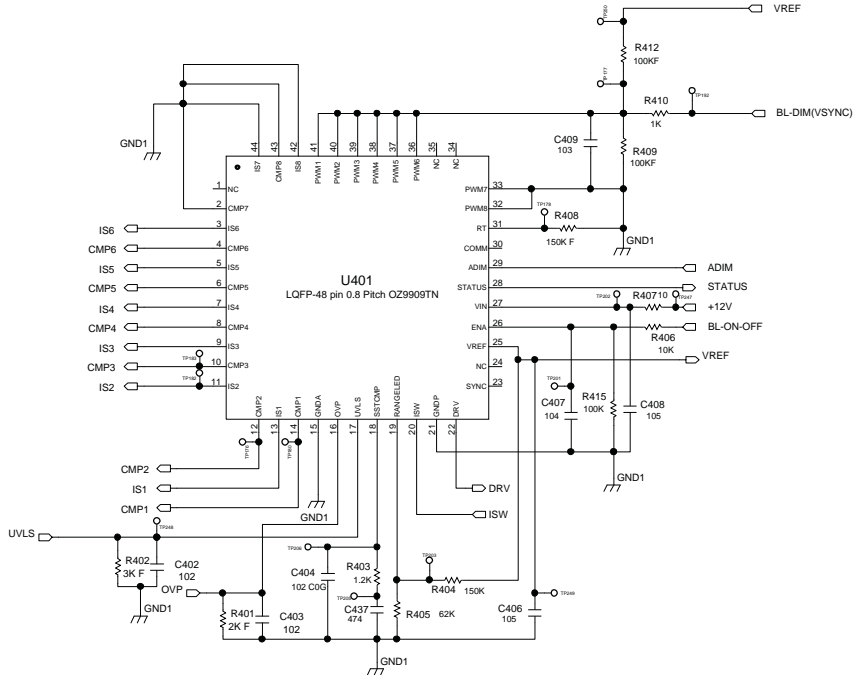 TP250
VREF
R412
100KF
TP177
R410
TP192
1K
BL-DIM(VSYNC)
GND1
44
43
42
41
40
39
38
37
36
35
34
C409
103
R409
100KF
IS7
CMP8
IS8
PWM1
PWM2
PWM3
PWM4
PWM5
PWM6
NC
NC
1
NC
PWM7
33
2
CMP7
PWM8
32
TP178
R408
150K F
GND1
IS6
3
IS6
RT
31
CMP6
4
CMP6
COMM
30
IS5
5
IS5
ADIM
29
ADIM
U401
LQFP-48 pin 0.8 Pitch OZ9909TN
CMP5
6
CMP5
STATUS
28
STATUS
TP202
R407
10
TP247
IS4
7
IS4
VIN
27
+12V
CMP4
8
CMP4
ENA
26
BL-ON-OFF
R406
10K
IS3
9
IS3
VREF
25
VREF
TP183
CMP3
10
CMP3
NC
24
TP182
IS2
11
IS2
SYNC
23
CMP2
IS1
CMP1
GNDA
OVP
UVLS
SSTCMP
RANGELED
ISW
GNDP
DRV
12
13
14
15
16
17
18
19
20
21
22
TP201
C407
104
R415
100K
C408
105
TP176
TP180
CMP2
IS1
CMP1
GND1
DRV
ISW
GND1
UVLS
TP248
R402
3K F
C402
102
GND1
OVP
R401
2K F
C403
102
TP206
C404
102 C0G
R403
1.2K
C437
474
TP203
R404
150K
R405
62K
C406
105
TP249
GND1